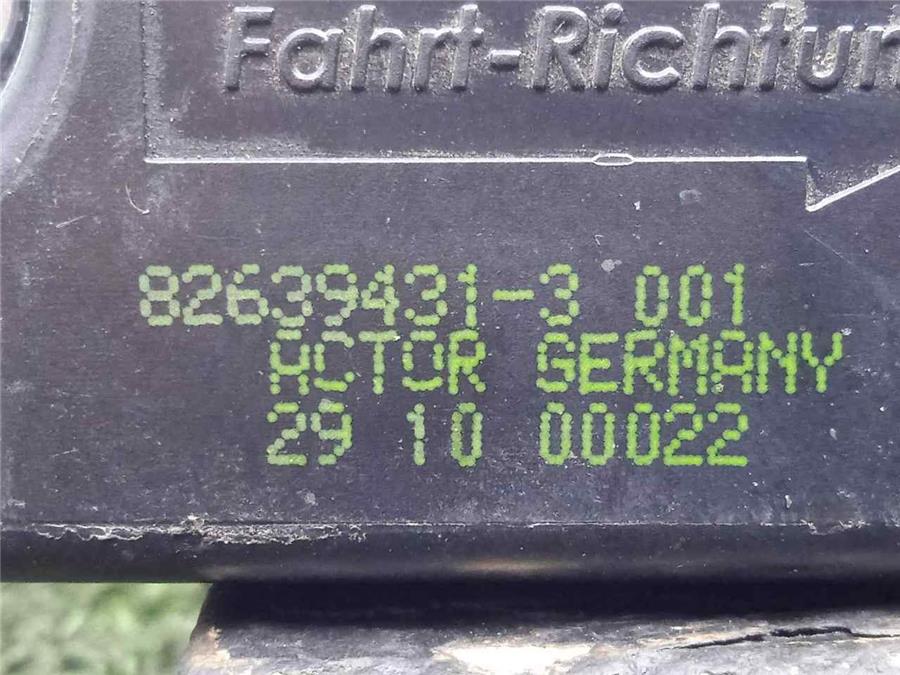 Fahrt-Richtun
82639431-3 001
ACTOR GERMANY
29 10 00022